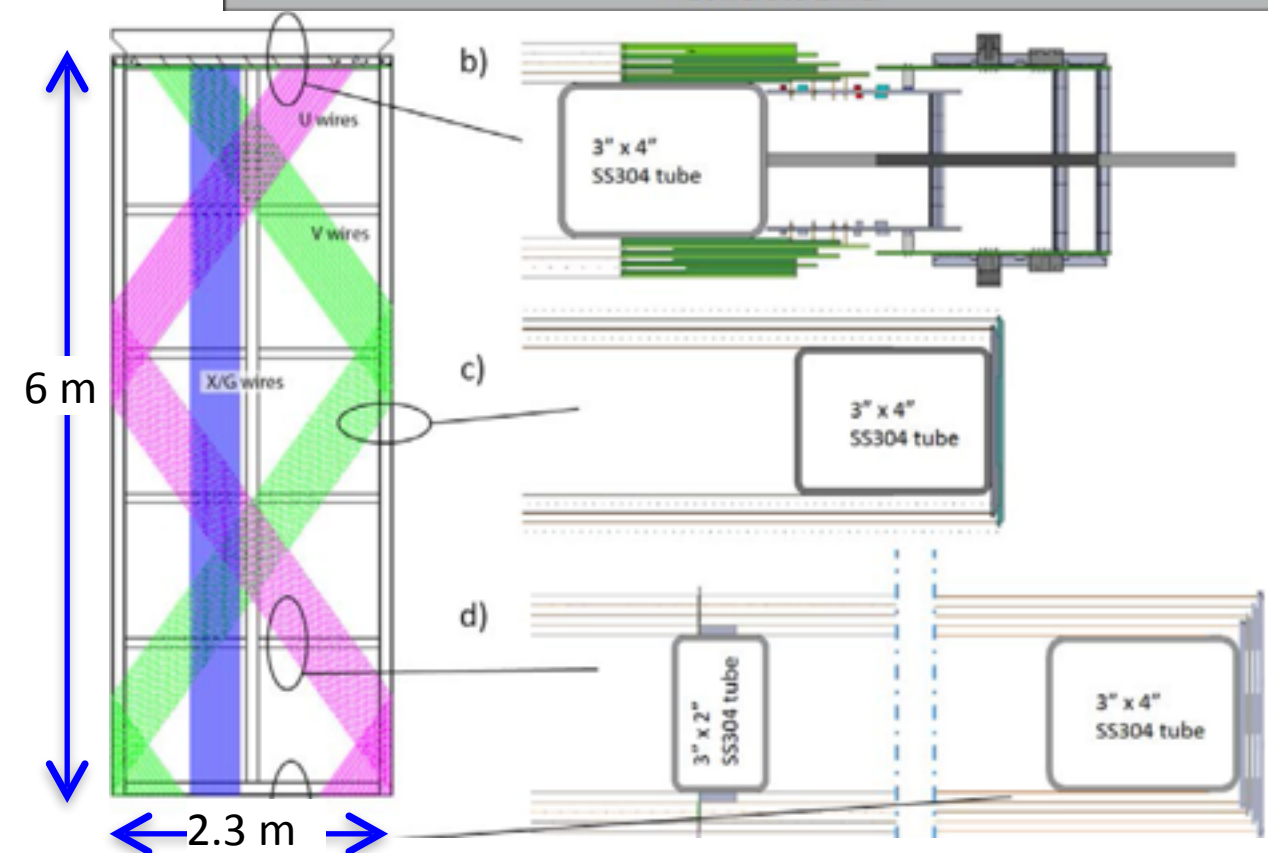 b)
3” x 4”
SS304 tube
U wires
V wires
6 m
X/G wires
c)
3” x 4”
SS304 tube
d)
3” x 2”
SS304 tube
3” x 4”
SS304 tube
2.3 m